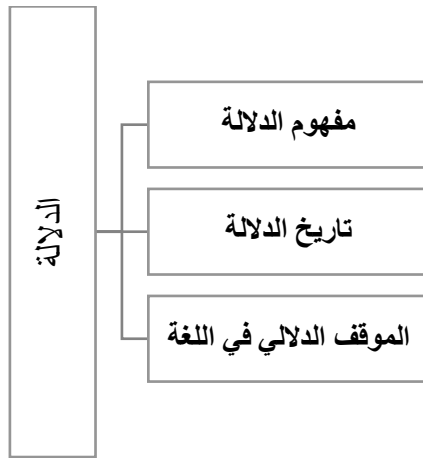 الدلالة
مفهوم الدلالة
تاريخ الدلالة
الموقف الدلالي في اللغة